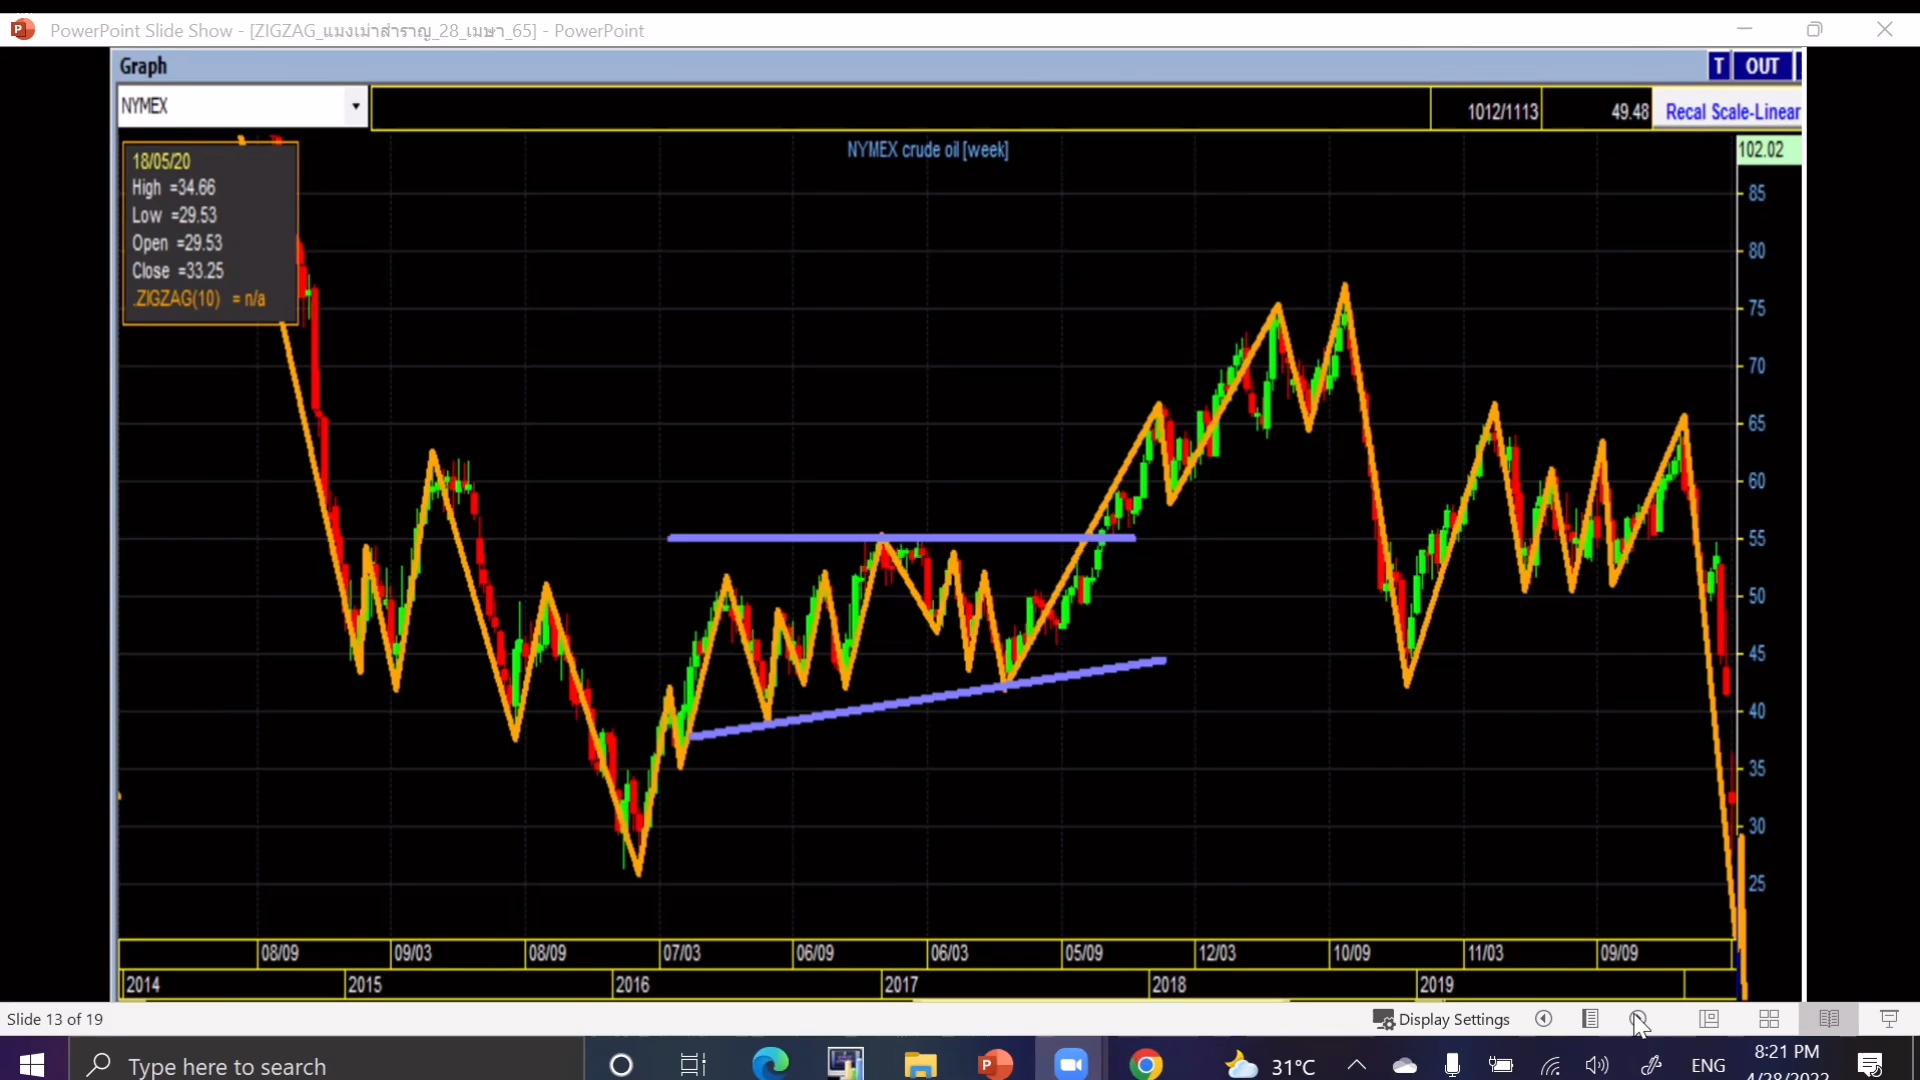 PowerPoint Slide Show - [ZIGZAG_แมงเม่าสำราญ_28_เมษา_65] - PowerPoint
Graph
T OUT
NYMEX
1012/1113 49.48 Recal Scale-Linear
NYMEX crude oil [week]
102.02
18/05/20
High =34.66
Low =29.53
Open =29.53
Close =33.25
.ZIGZAG(10) = n/a
85
80
75
70
65
60
55
50
45
40
35
30
25
08/09 09/03 08/09 07/03 06/09 06/03 05/09 12/03 10/09 11/03 09/09
2014 2015 2016 2017 2018 2019
Slide 13 of 19
Display Settings
Type here to search
31°C
ENG
8:21 PM
4/28/2022